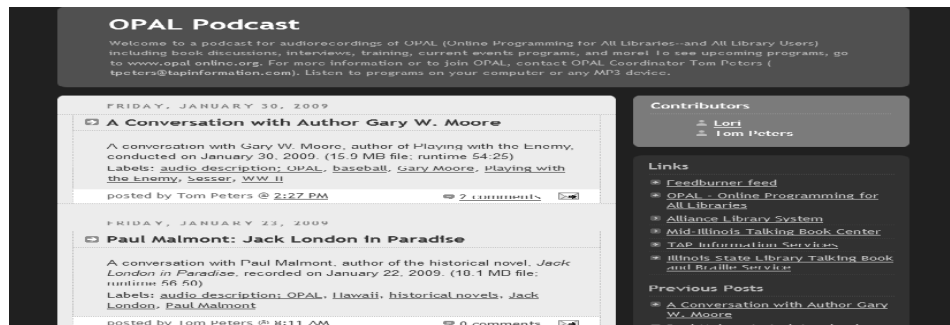 OPAL Podcast
Welcome to a podcast for audiorecordings of OPAL (Online Programming for All Libraries--and All Library Users)
including book discussions, interviews, training, current events programs, and more! To see upcoming programs, go
to www.opal-online.org. For more information or to join OPAL, contact OPAL Coordinator Tom Peters (
tpeters@tapinformation.com). Listen to programs on your computer or any MP3 device.
FRIDAY, JANUARY 30, 2009
A Conversation with Author Gary W. Moore
A conversation with Gary W. Moore, author of Playing with the Enemy,
conducted on January 30, 2009. (15.9 MB file; runtime 54:25)
Labels: audio description; OPAL, baseball, Gary Moore, Playing with
the Enemy, Sesser, WW II
posted by Tom Peters @ 2:27 PM
2 comments
FRIDAY, JANUARY 23, 2009
Paul Malmont: Jack London in Paradise
A conversation with Paul Malmont, author of the historical novel, Jack
London in Paradise, recorded on January 22, 2009. (18.1 MB file;
runtime 56:50)
Labels: audio description; OPAL, Hawaii, historical novels, Jack
London, Paul Malmont
posted by Tom Peters @ 8:11 AM
0 comments
Contributors
Lori
Tom Peters
Links
Feedburner feed
OPAL - Online Programming for
All Libraries
Alliance Library System
Mid-Illinois Talking Book Center
TAP Information Services
Illinois State Library Talking Book
and Braille Service
Previous Posts
A Conversation with Author Gary
W. Moore